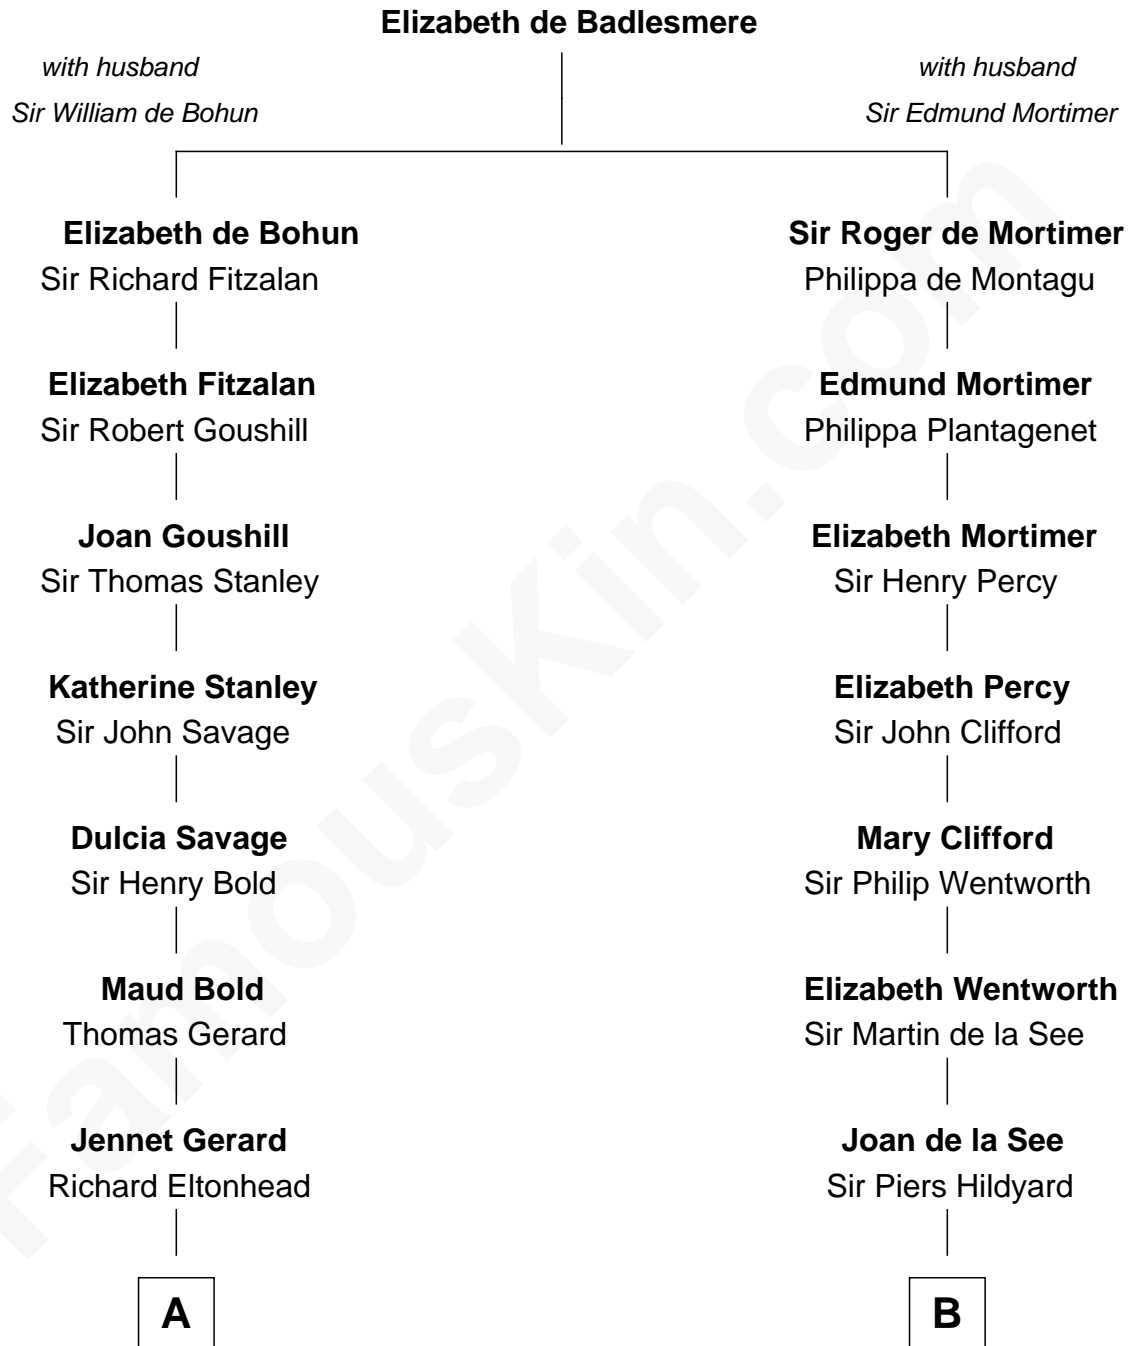 Elizabeth de Badlesmere
with husband
Sir William de Bohun
with husband
Sir Edmund Mortimer
Elizabeth de Bohun
Sir Richard Fitzalan
Sir Roger de Mortimer
Philippa de Montagu
Elizabeth Fitzalan
Sir Robert Goushill
Edmund Mortimer
Philippa Plantagenet
Joan Goushill
Sir Thomas Stanley
Elizabeth Mortimer
Sir Henry Percy
Katherine Stanley
Sir John Savage
Elizabeth Percy
Sir John Clifford
Dulcia Savage
Sir Henry Bold
Mary Clifford
Sir Philip Wentworth
Maud Bold
Thomas Gerard
Elizabeth Wentworth
Sir Martin de la See
Jennet Gerard
Richard Eltonhead
Joan de la See
Sir Piers Hildyard
A
B
FamousKin.com